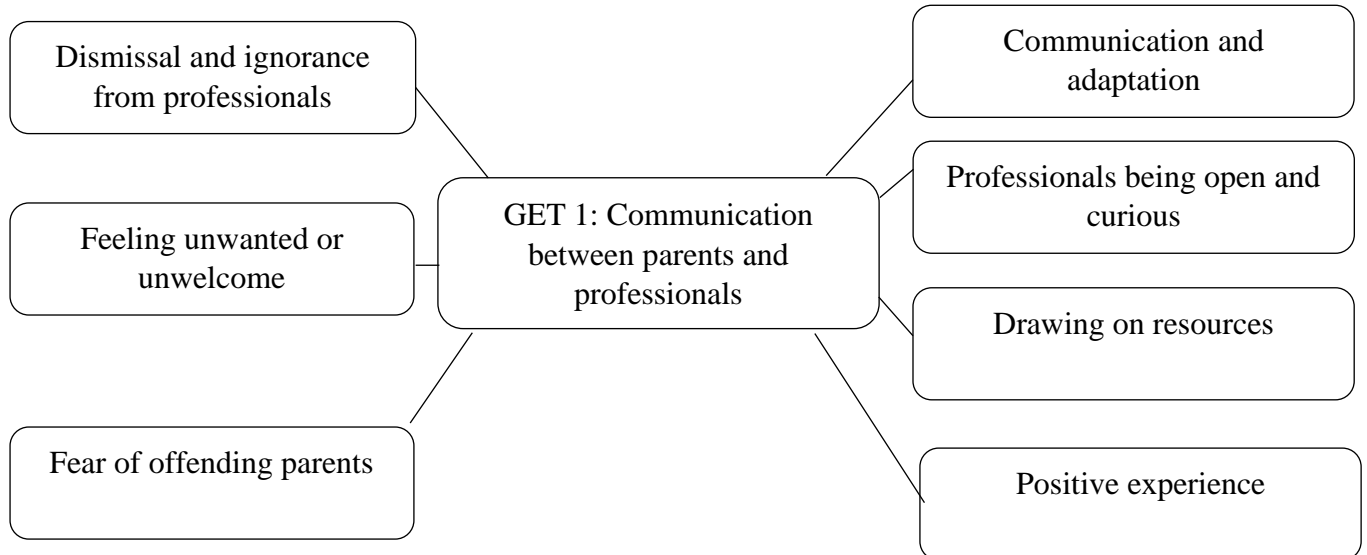 Dismissal and ignorance
from professionals
Feeling unwanted or
unwelcome
Fear of offending parents
GET 1: Communication
between parents and
professionals
Communication and
adaptation
Professionals being open and
curious
Drawing on resources
Positive experience